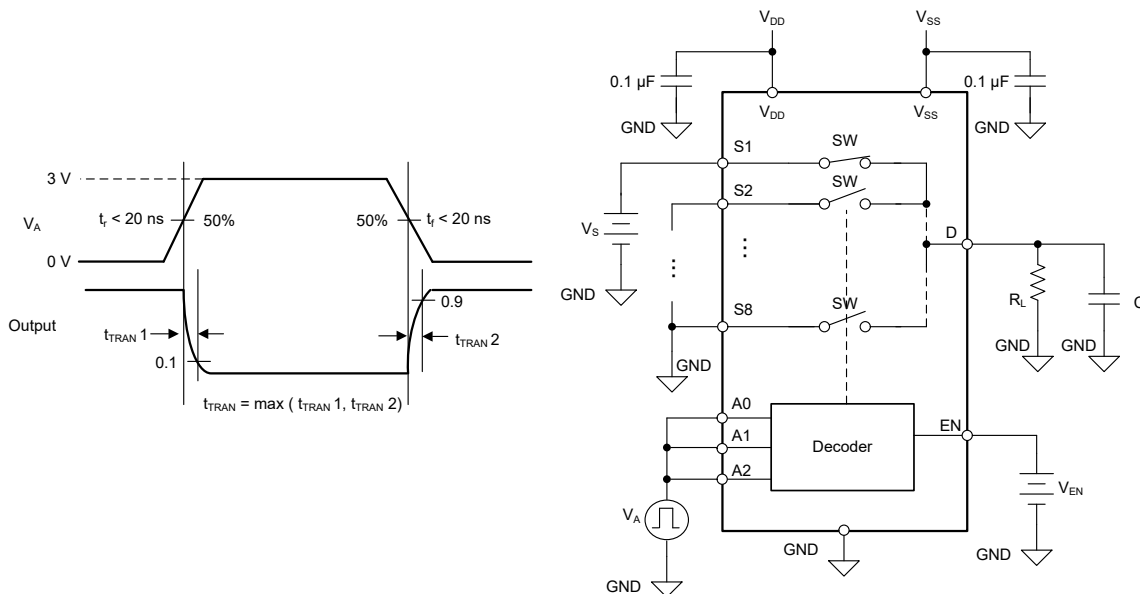 3 V
V_A
0 V
t_r < 20 ns
50%
50%
t_f < 20 ns
Output
t_TRAN 1
0.1
0.9
t_TRAN 2
t_TRAN = max ( t_TRAN 1, t_TRAN 2)
V_DD
V_SS
0.1 µF
0.1 µF
GND
V_DD
V_SS
GND
S1
SW
S2
SW
V_S
...
...
D
GND
S8
SW
R_L
C
GND
GND
GND
A0
A1
A2
Decoder
EN
V_A
V_EN
GND
GND
GND